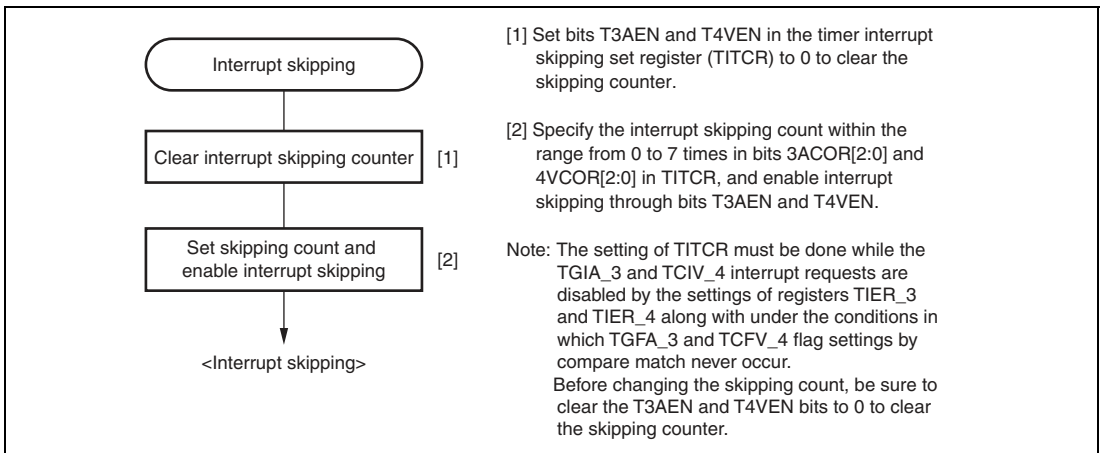 Interrupt skipping
Clear interrupt skipping counter
[1]
Set skipping count and
enable interrupt skipping
[2]
<Interrupt skipping>
[1] Set bits T3AEN and T4VEN in the timer interrupt
skipping set register (TITCR) to 0 to clear the
skipping counter.
[2] Specify the interrupt skipping count within the
range from 0 to 7 times in bits 3ACOR[2:0] and
4VCOR[2:0] in TITCR, and enable interrupt
skipping through bits T3AEN and T4VEN.
Note: The setting of TITCR must be done while the
TGIA_3 and TCIV_4 interrupt requests are
disabled by the settings of registers TIER_3
and TIER_4 along with under the conditions in
which TGFA_3 and TCFV_4 flag settings by
compare match never occur.
Before changing the skipping count, be sure to
clear the T3AEN and T4VEN bits to 0 to clear
the skipping counter.